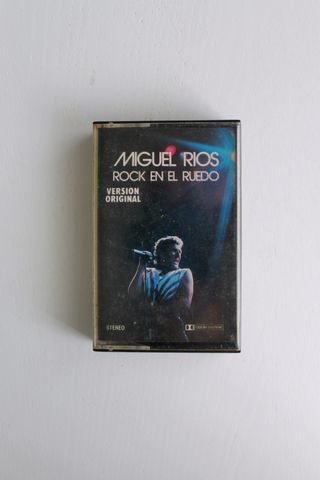 MIGUEL RIOS
ROCK EN EL RUEDO
VERSION
ORIGINAL
STEREO